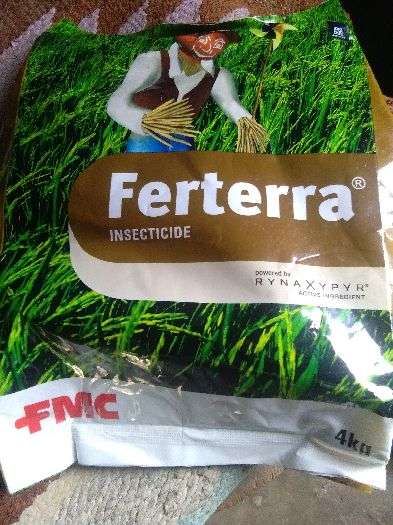 Ferterra®
INSECTICIDE
powered by
RYNAXYPYR®
ACTIVE INGREDIENT
FMC
4kg